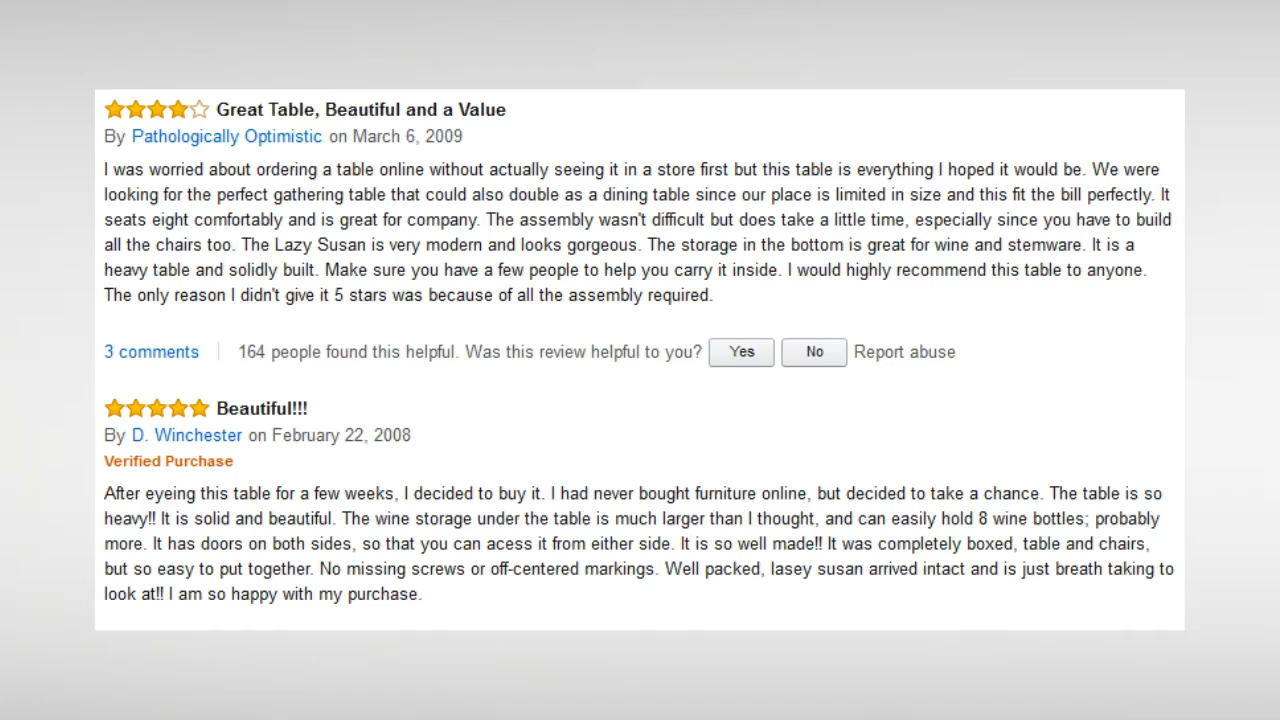 Great Table, Beautiful and a Value
By Pathologically Optimistic on March 6, 2009
I was worried about ordering a table online without actually seeing it in a store first but this table is everything I hoped it would be. We were
looking for the perfect gathering table that could also double as a dining table since our place is limited in size and this fit the bill perfectly. It
seats eight comfortably and is great for company. The assembly wasn't difficult but does take a little time, especially since you have to build
all the chairs too. The Lazy Susan is very modern and looks gorgeous. The storage in the bottom is great for wine and stemware. It is a
heavy table and solidly built. Make sure you have a few people to help you carry it inside. I would highly recommend this table to anyone.
The only reason I didn't give it 5 stars was because of all the assembly required.
3 comments 164 people found this helpful. Was this review helpful to you? Yes No Report abuse
Beautiful!!!
By D. Winchester on February 22, 2008
Verified Purchase
After eyeing this table for a few weeks, I decided to buy it. I had never bought furniture online, but decided to take a chance. The table is so
heavy!! It is solid and beautiful. The wine storage under the table is much larger than I thought, and can easily hold 8 wine bottles; probably
more. It has doors on both sides, so that you can acess it from either side. It is so well made!! It was completely boxed, table and chairs,
but so easy to put together. No missing screws or off-centered markings. Well packed, lasey susan arrived intact and is just breath taking to
look at!! I am so happy with my purchase.